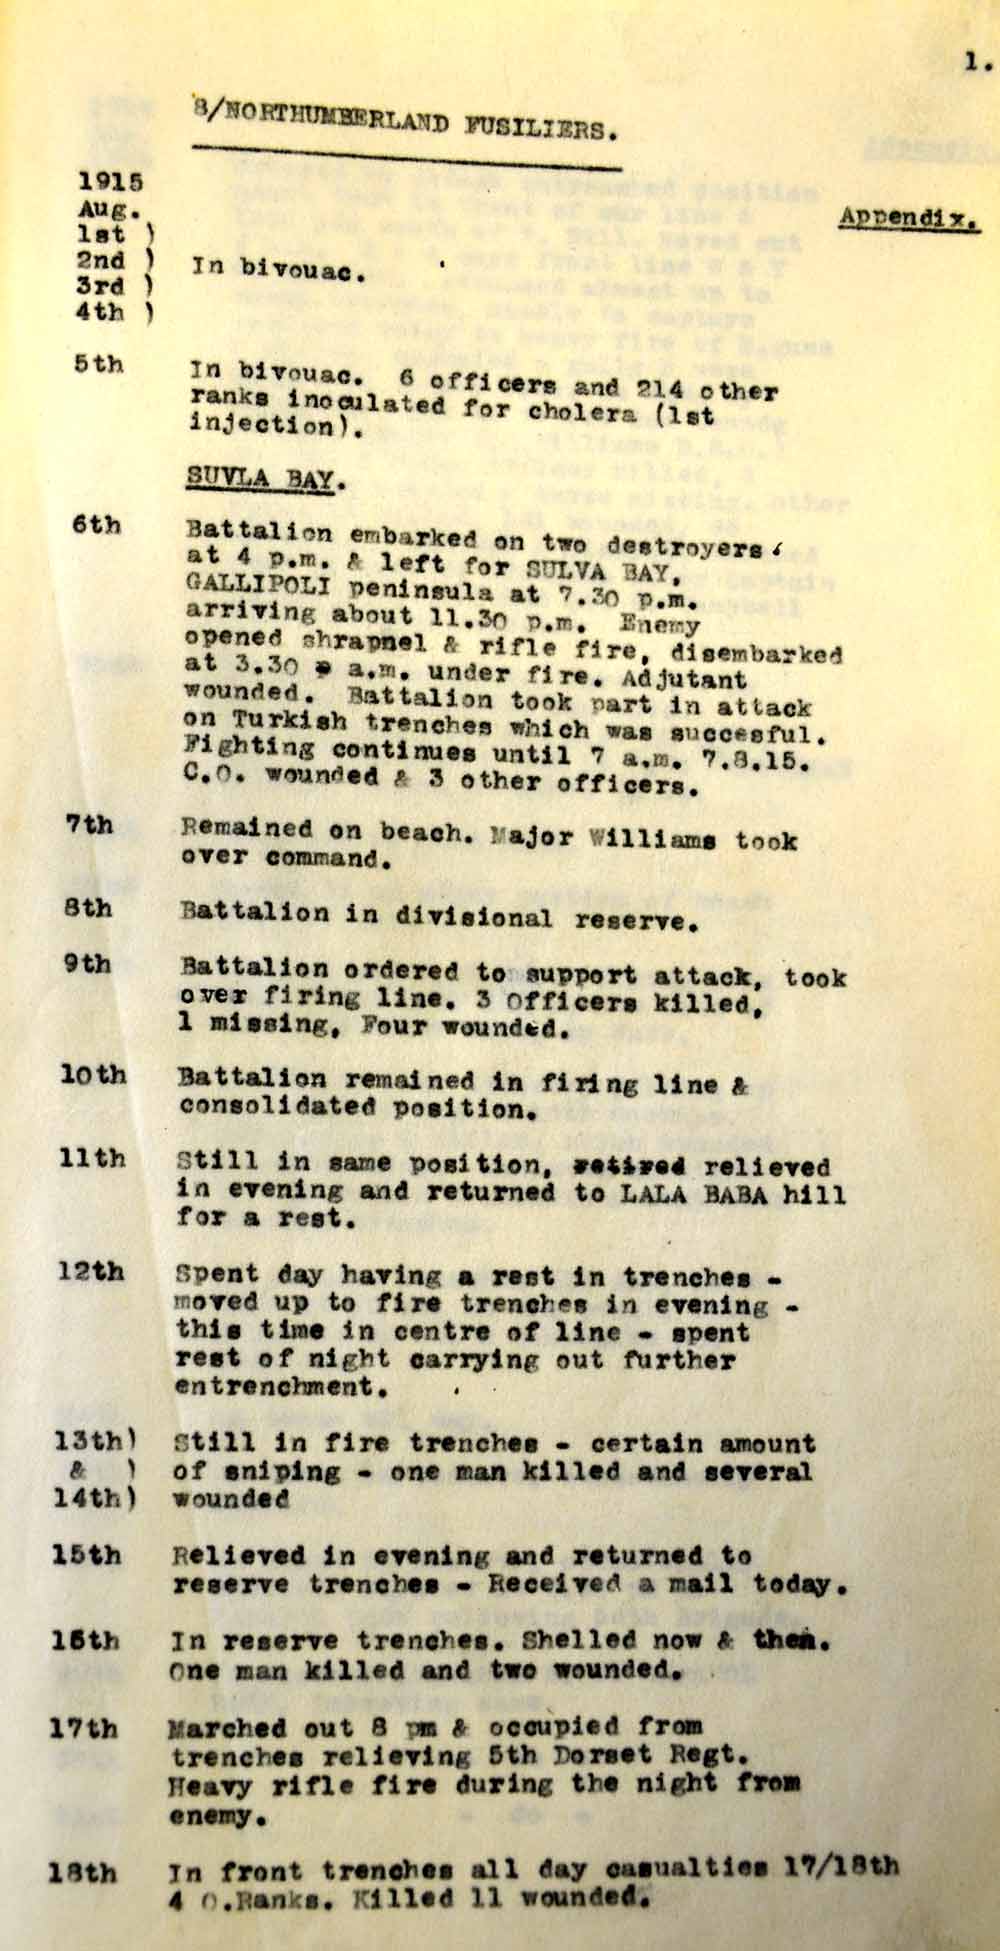 1.
8/NORTHUMBERLAND FUSILIERS.
1915
Aug.
Appendix.
1st )
2nd ) In bivouac.
3rd )
4th )
5th In bivouac. 6 officers and 214 other
ranks inoculated for cholera (1st
injection).
SUVLA BAY.
6th Battalion embarked on two destroyers
at 4 p.m. & left for SULVA BAY,
GALLIPOLI peninsula at 7.30 p.m.
arriving about 11.30 p.m. Enemy
opened shrapnel & rifle fire, disembarked
at 3.30 a.m. under fire. Adjutant
wounded. Battalion took part in attack
on Turkish trenches which was succesful.
Fighting continues until 7 a.m. 7.8.15.
C.O. wounded & 3 other officers.
7th Remained on beach. Major Williams took
over command.
8th Battalion in divisional reserve.
9th Battalion ordered to support attack, took
over firing line. 3 Officers killed,
1 missing, Four wounded.
10th Battalion remained in firing line &
consolidated position.
11th Still in same position, retired relieved
in evening and returned to LALA BABA hill
for a rest.
12th Spent day having a rest in trenches -
moved up to fire trenches in evening -
this time in centre of line - spent
rest of night carrying out further
entrenchment.
13th) Still in fire trenches - certain amount
& ) of sniping - one man killed and several
14th) wounded
15th Relieved in evening and returned to
reserve trenches - Received a mail today.
16th In reserve trenches. Shelled now & then.
One man killed and two wounded.
17th Marched out 8 pm & occupied from
trenches relieving 5th Dorset Regt.
Heavy rifle fire during the night from
enemy.
18th In front trenches all day casualties 17/18th
4 O.Ranks. Killed 11 wounded.